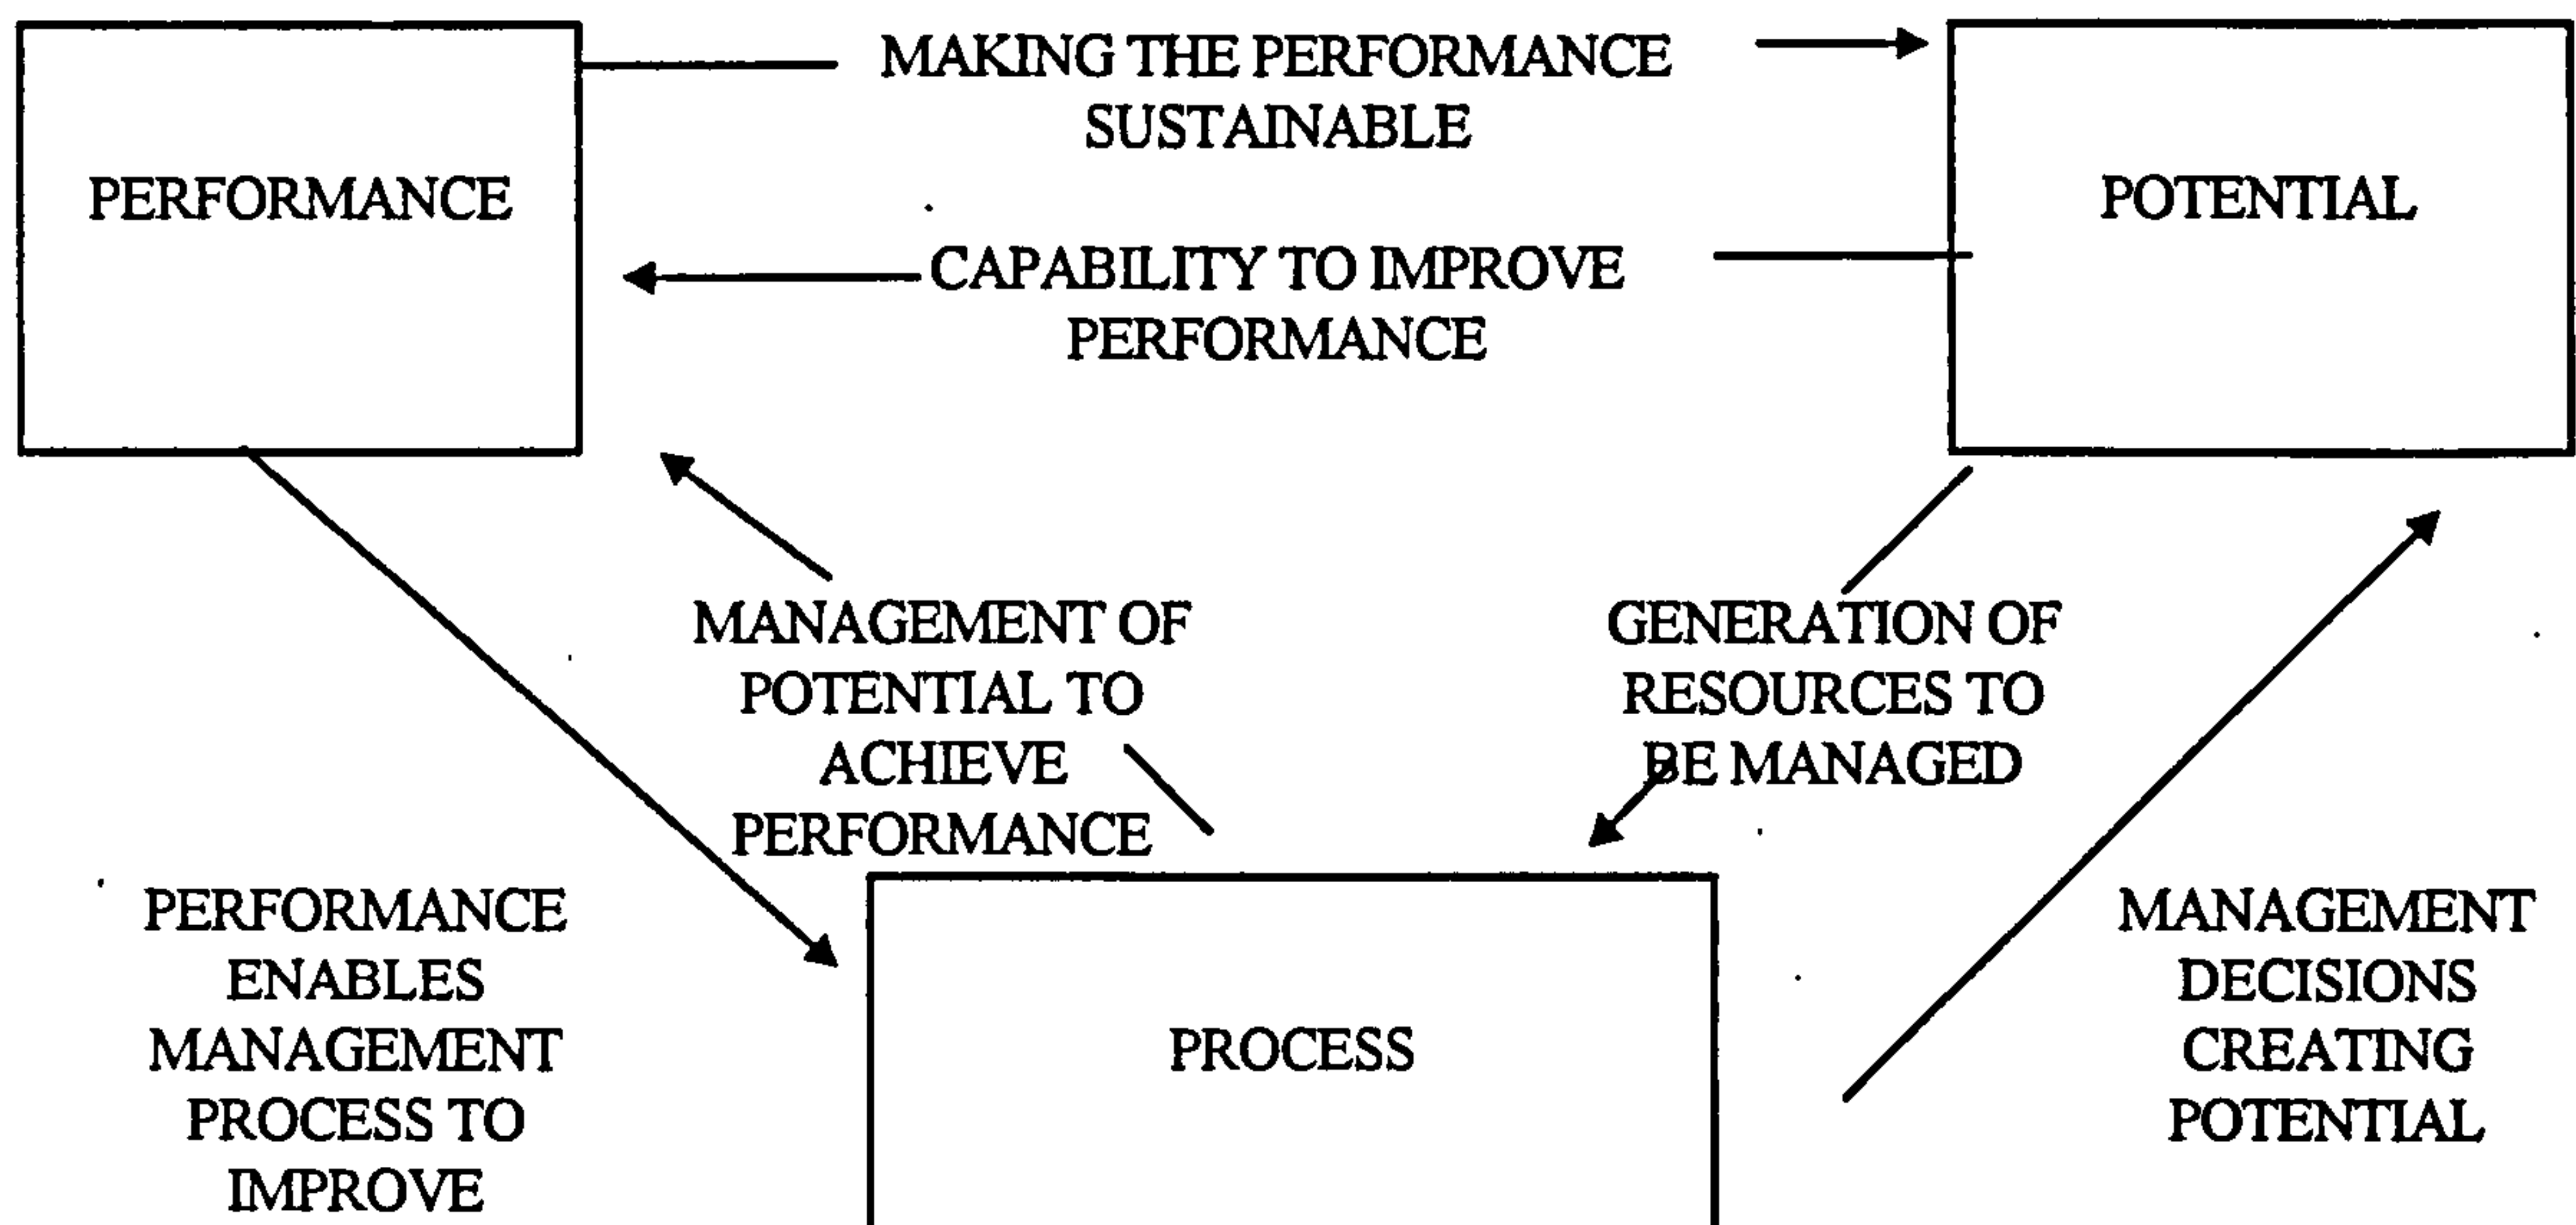 MAKING THE PERFORMANCE
SUSTAINABLE
PERFORMANCE
POTENTIAL
CAPABILITY TO IMPROVE
PERFORMANCE
MANAGEMENT OF
POTENTIAL TO
ACHIEVE
PERFORMANCE
GENERATION OF
RESOURCES TO
BE MANAGED
PERFORMANCE
ENABLES
MANAGEMENT
PROCESS TO
IMPROVE
PROCESS
MANAGEMENT
DECISIONS
CREATING
POTENTIAL